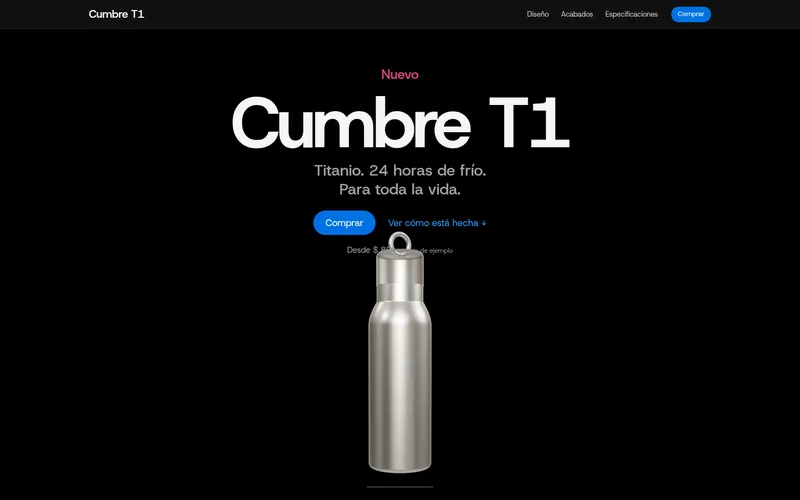 Cumbre T1
Diseño Acabados Especificaciones Comprar
Nuevo
Cumbre T1
Titanio. 24 horas de frío.
Para toda la vida.
Comprar Ver cómo está hecha ↓
Desde $ de ejemplo